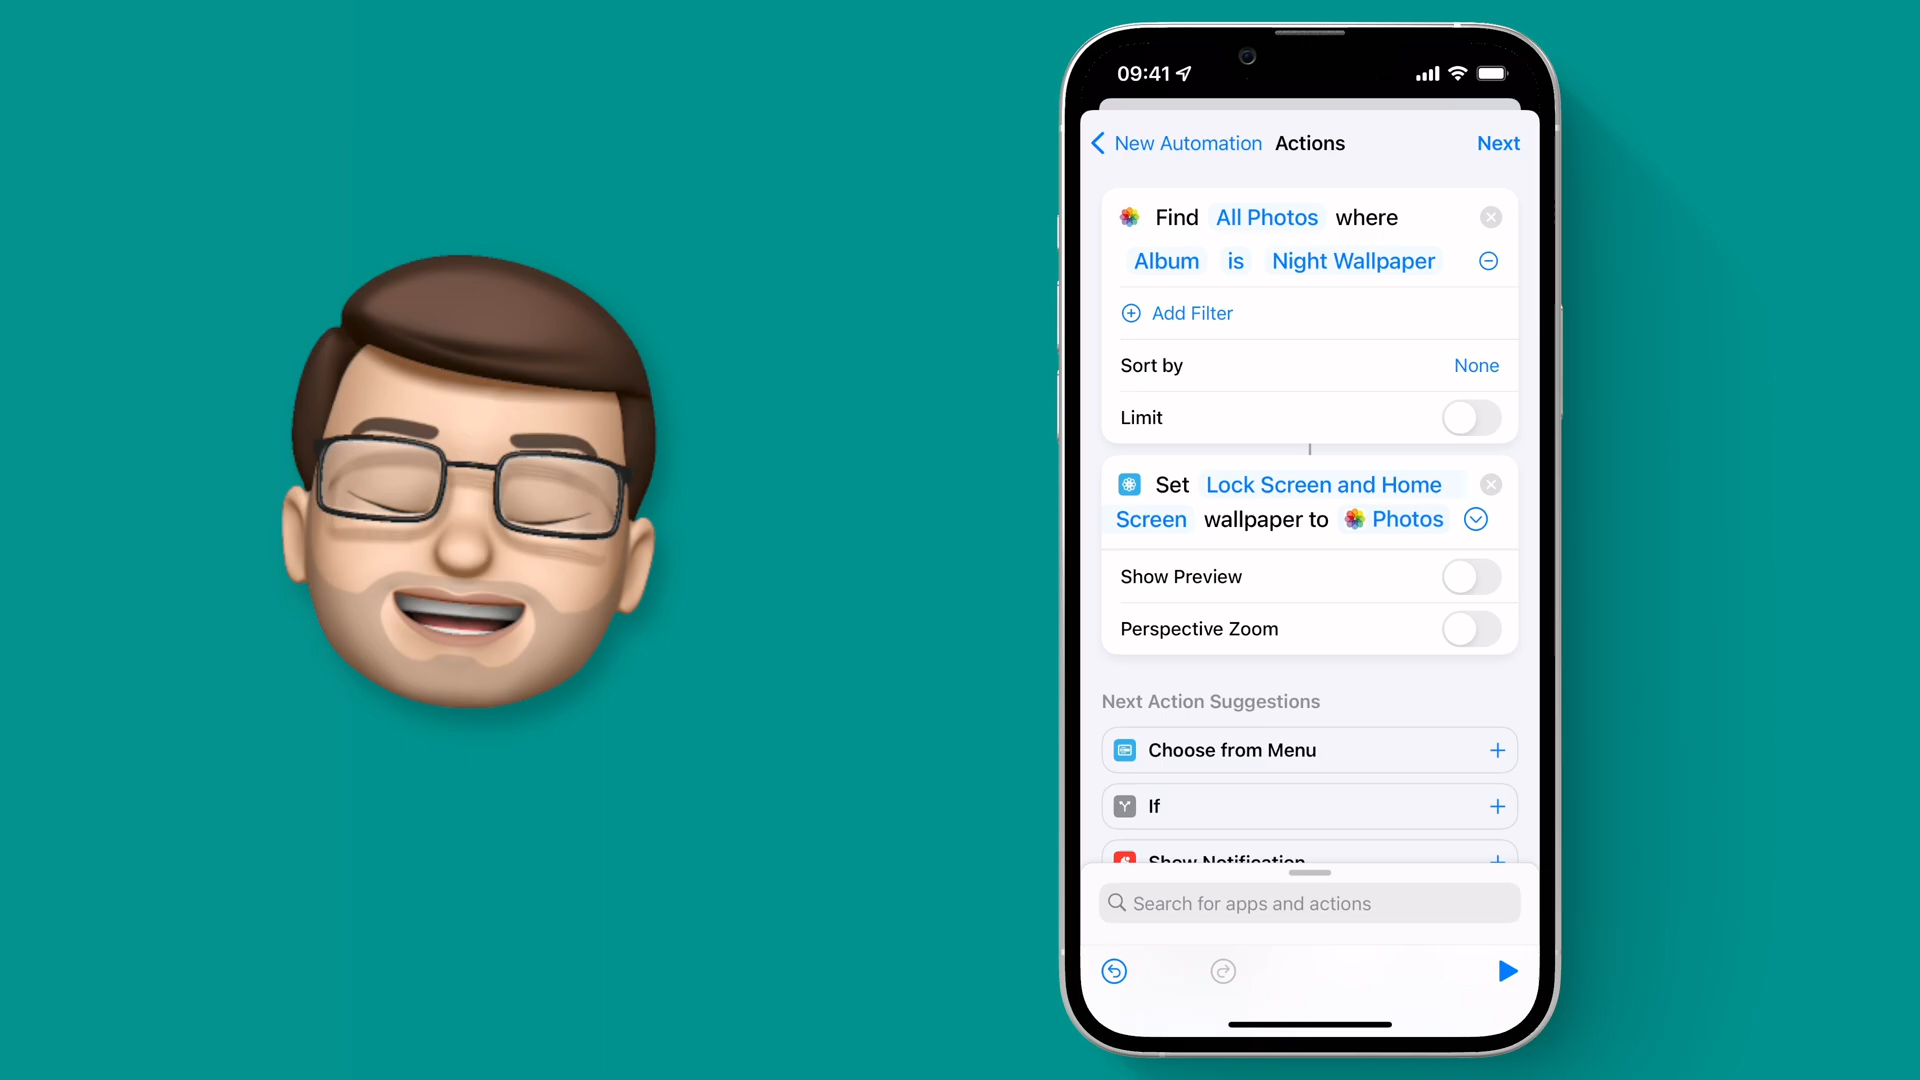 09:41
New Automation Actions Next
Find All Photos where
Album is Night Wallpaper
Add Filter
Sort by None
Limit
Set Lock Screen and Home
Screen wallpaper to Photos
Show Preview
Perspective Zoom
Next Action Suggestions
Choose from Menu
If
Show Notification
Search for apps and actions